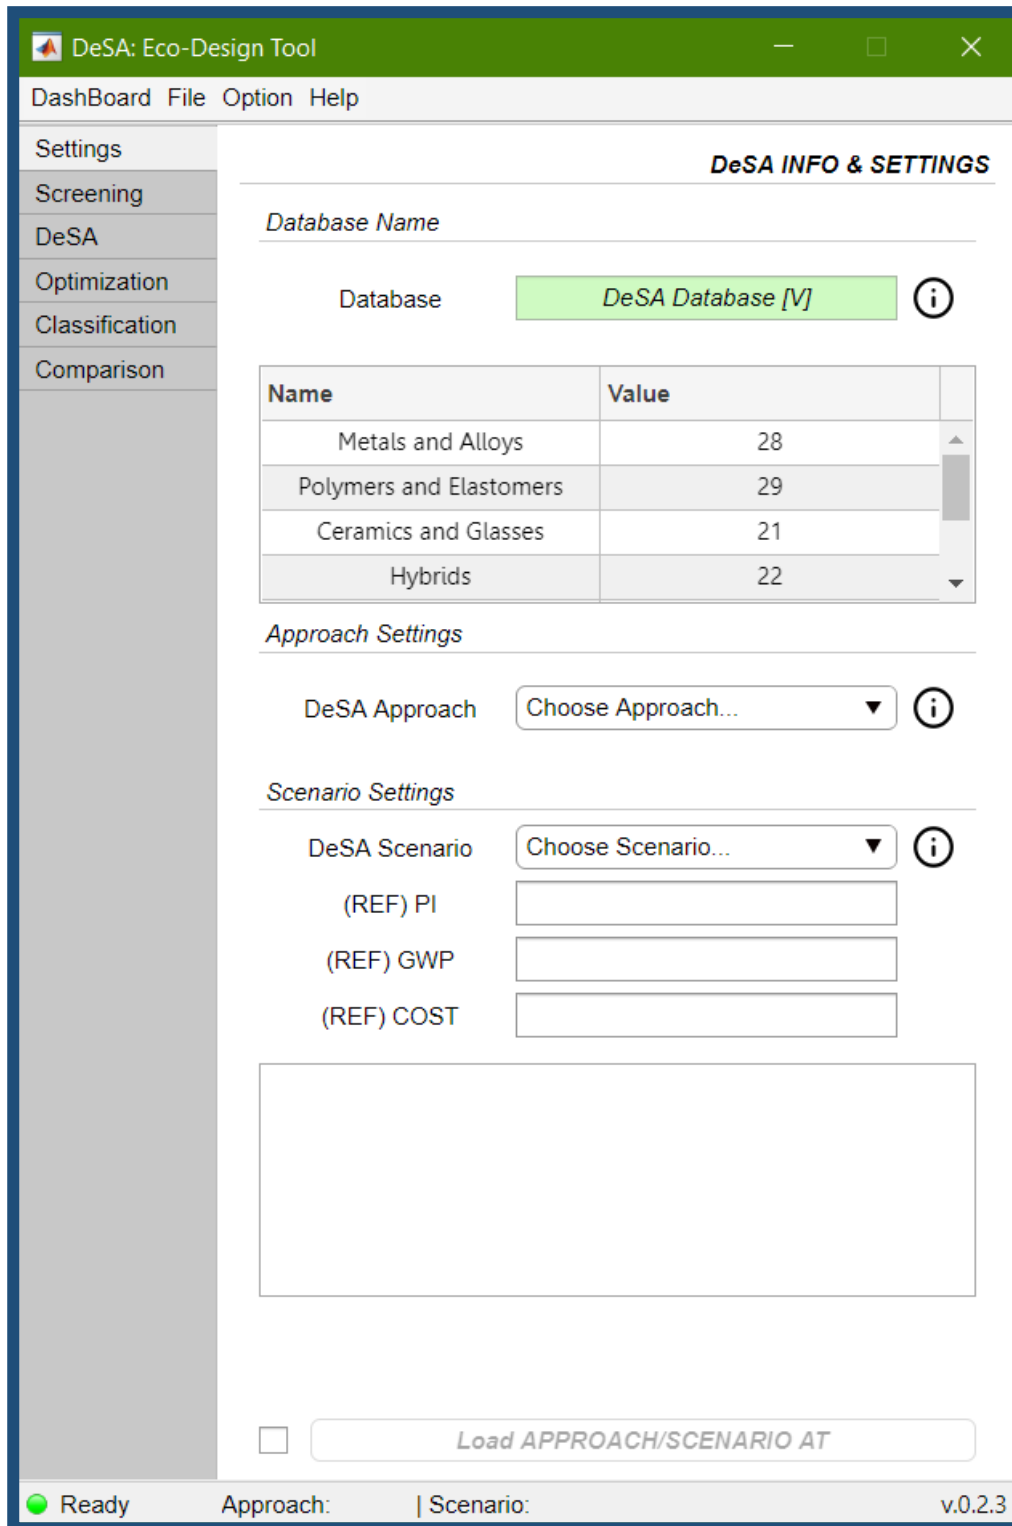 DeSA: Eco-Design Tool
DashBoard File Option Help
Settings
Screening
DeSA
Optimization
Classification
Comparison
DeSA INFO & SETTINGS
Database Name
Database DeSA Database [V]
Name Value
Metals and Alloys 28
Polymers and Elastomers 29
Ceramics and Glasses 21
Hybrids 22
Approach Settings
DeSA Approach Choose Approach...
Scenario Settings
DeSA Scenario Choose Scenario...
(REF) PI
(REF) GWP
(REF) COST
Load APPROACH/SCENARIO AT
Ready Approach: | Scenario: v.0.2.3